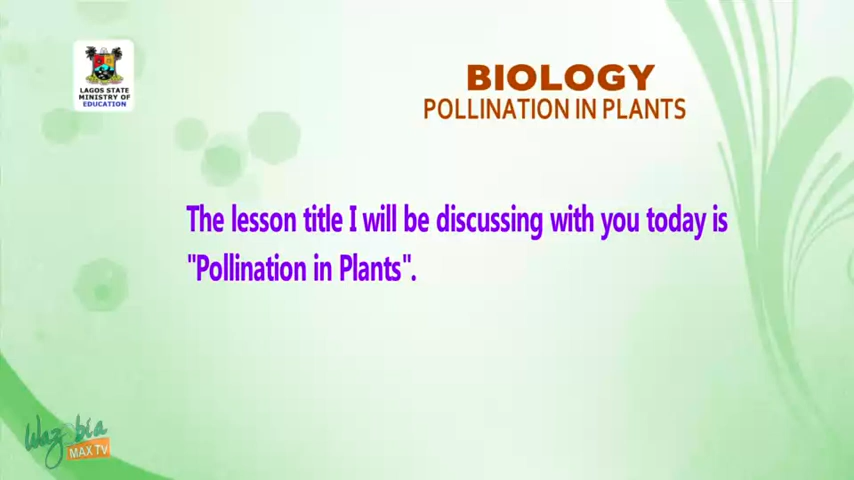 LAGOS STATE
MINISTRY OF
EDUCATION
BIOLOGY
POLLINATION IN PLANTS
The lesson title I will be discussing with you today is
"Pollination in Plants".
Wazobia
MAX TV